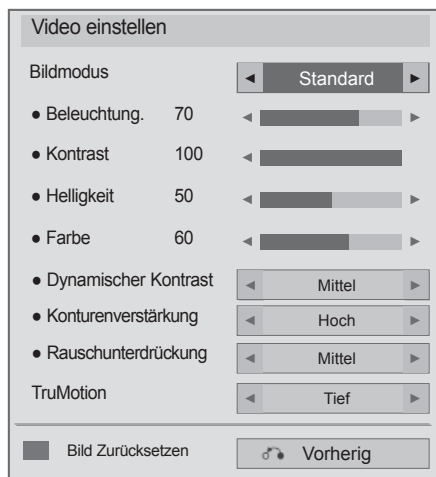 Video einstellen
Bildmodus Standard
• Beleuchtung. 70
• Kontrast 100
• Helligkeit 50
• Farbe 60
• Dynamischer Kontrast Mittel
• Konturenverstärkung Hoch
• Rauschunterdrückung Mittel
TruMotion Tief
Bild Zurücksetzen Vorherig